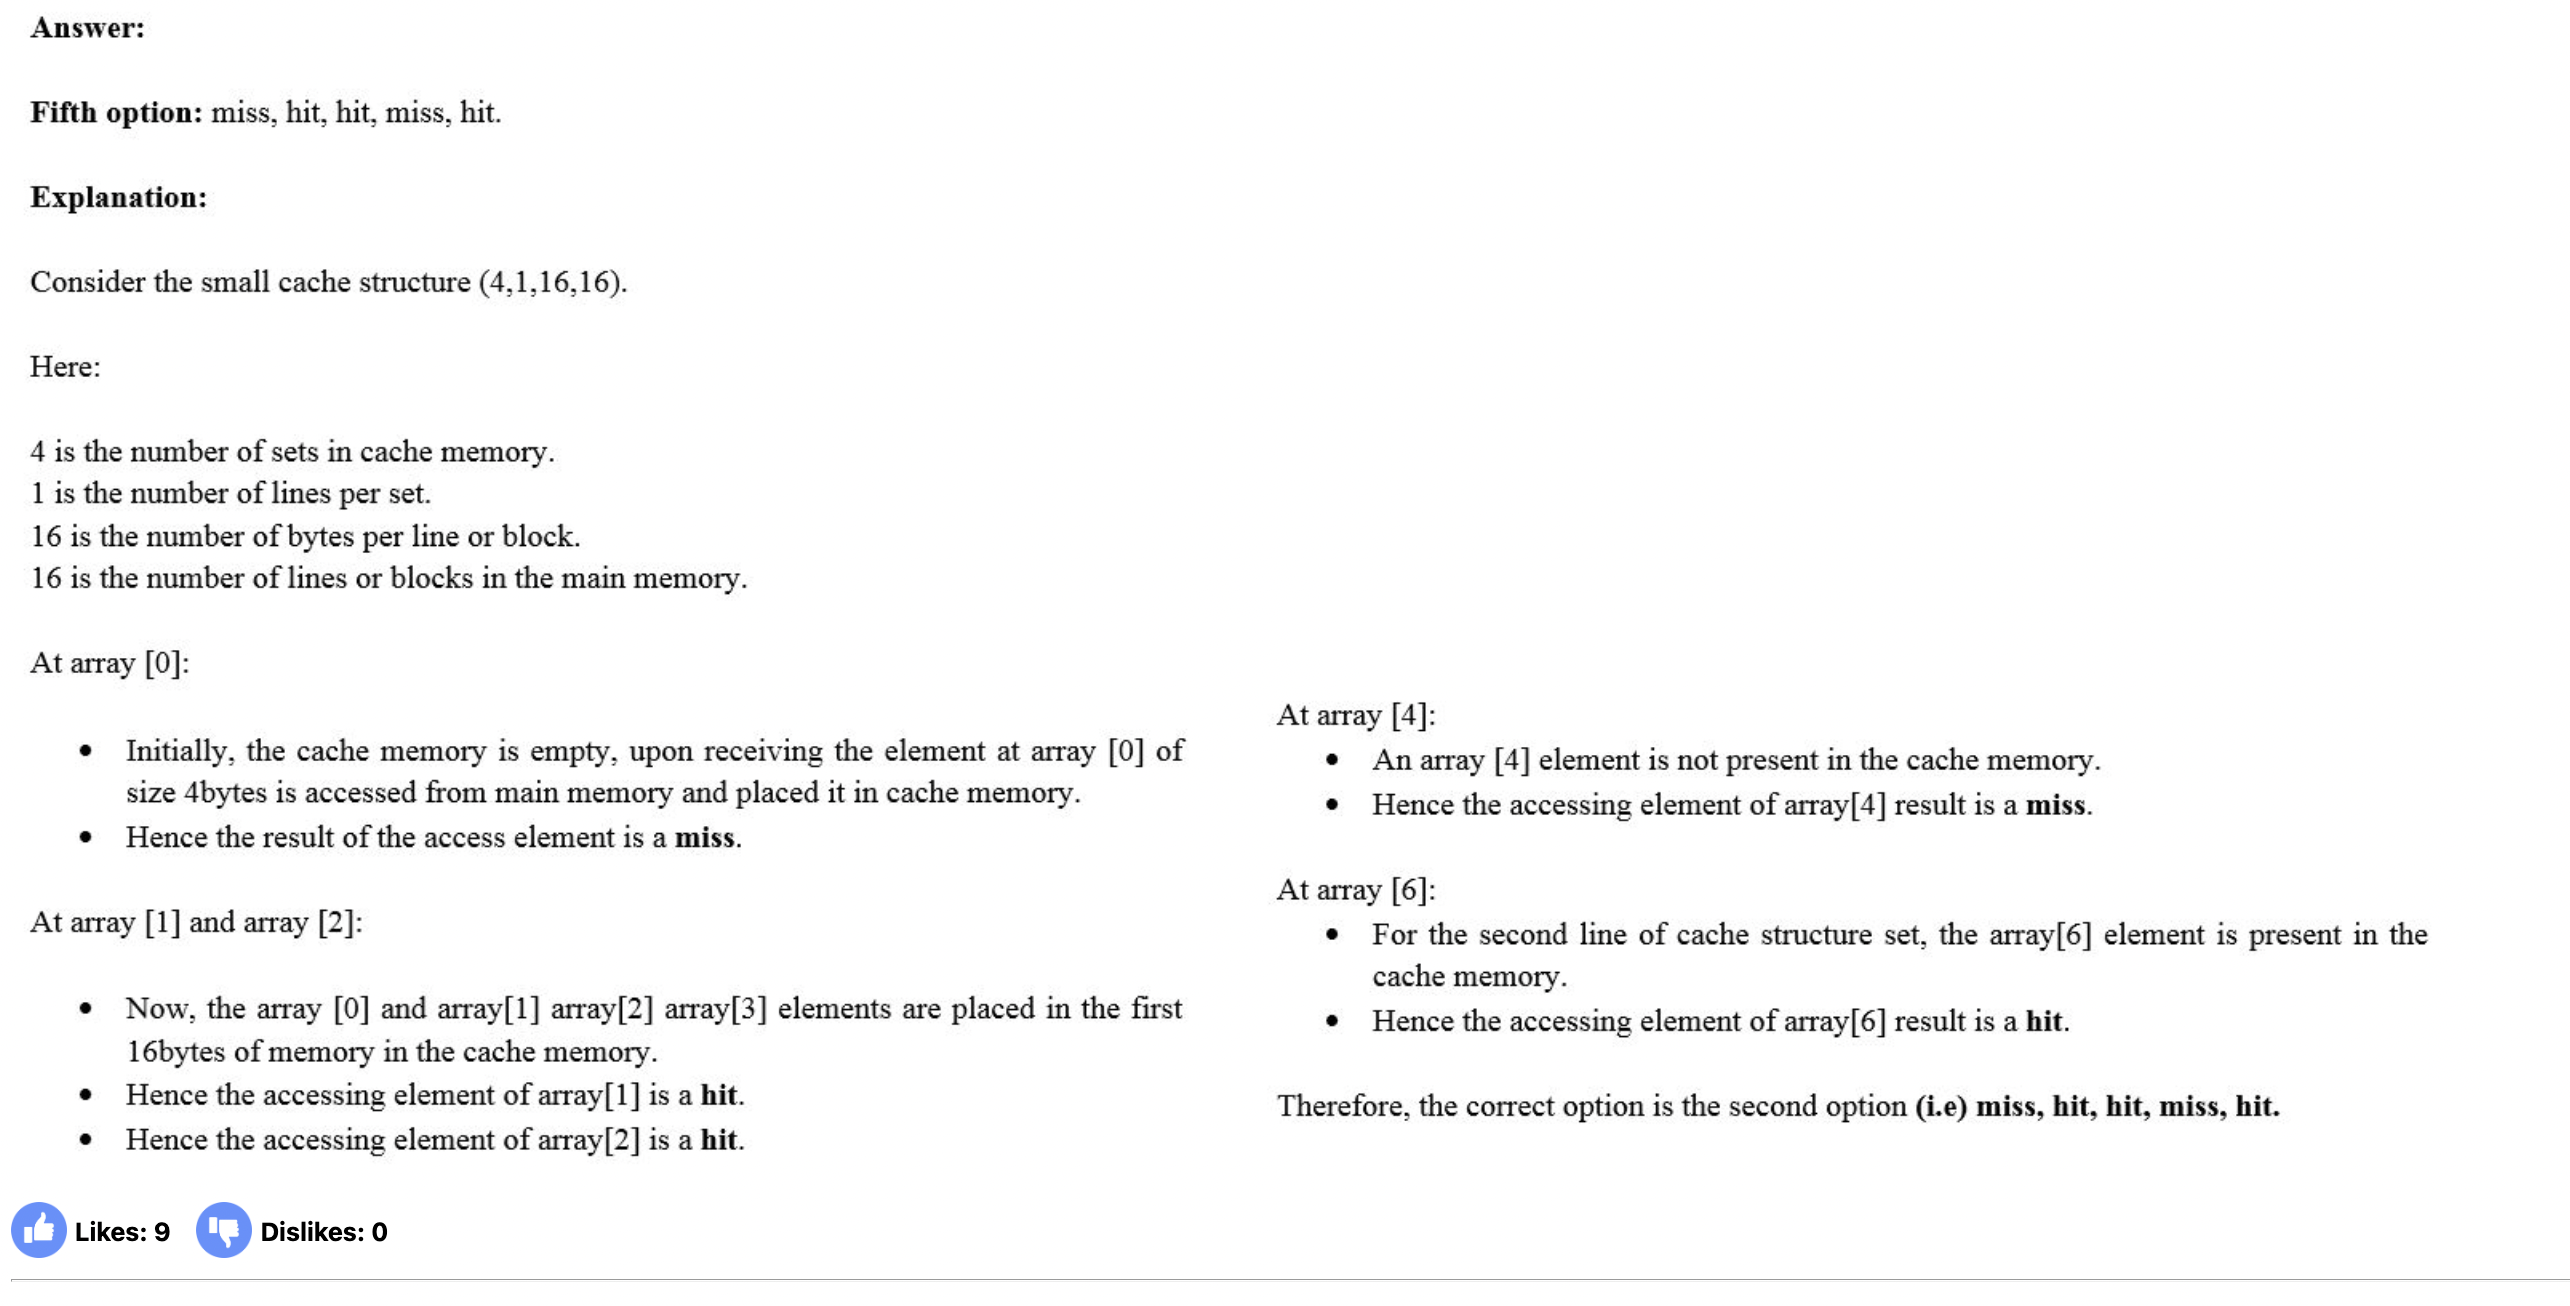 Answer:
Fifth option: miss, hit, hit, miss, hit.
Explanation:
Consider the small cache structure (4,1,16,16).
Here:
4 is the number of sets in cache memory.
1 is the number of lines per set.
16 is the number of bytes per line or block.
16 is the number of lines or blocks in the main memory.
At array [0]:
• Initially, the cache memory is empty, upon receiving the element at array [0] of
size 4bytes is accessed from main memory and placed it in cache memory.
• Hence the result of the access element is a miss.
At array [1] and array [2]:
• Now, the array [0] and array[1] array[2] array[3] elements are placed in the first
16bytes of memory in the cache memory.
• Hence the accessing element of array[1] is a hit.
• Hence the accessing element of array[2] is a hit.
At array [4]:
• An array [4] element is not present in the cache memory.
• Hence the accessing element of array[4] result is a miss.
At array [6]:
• For the second line of cache structure set, the array[6] element is present in the
cache memory.
• Hence the accessing element of array[6] result is a hit.
Therefore, the correct option is the second option (i.e) miss, hit, hit, miss, hit.
Likes: 9 Dislikes: 0